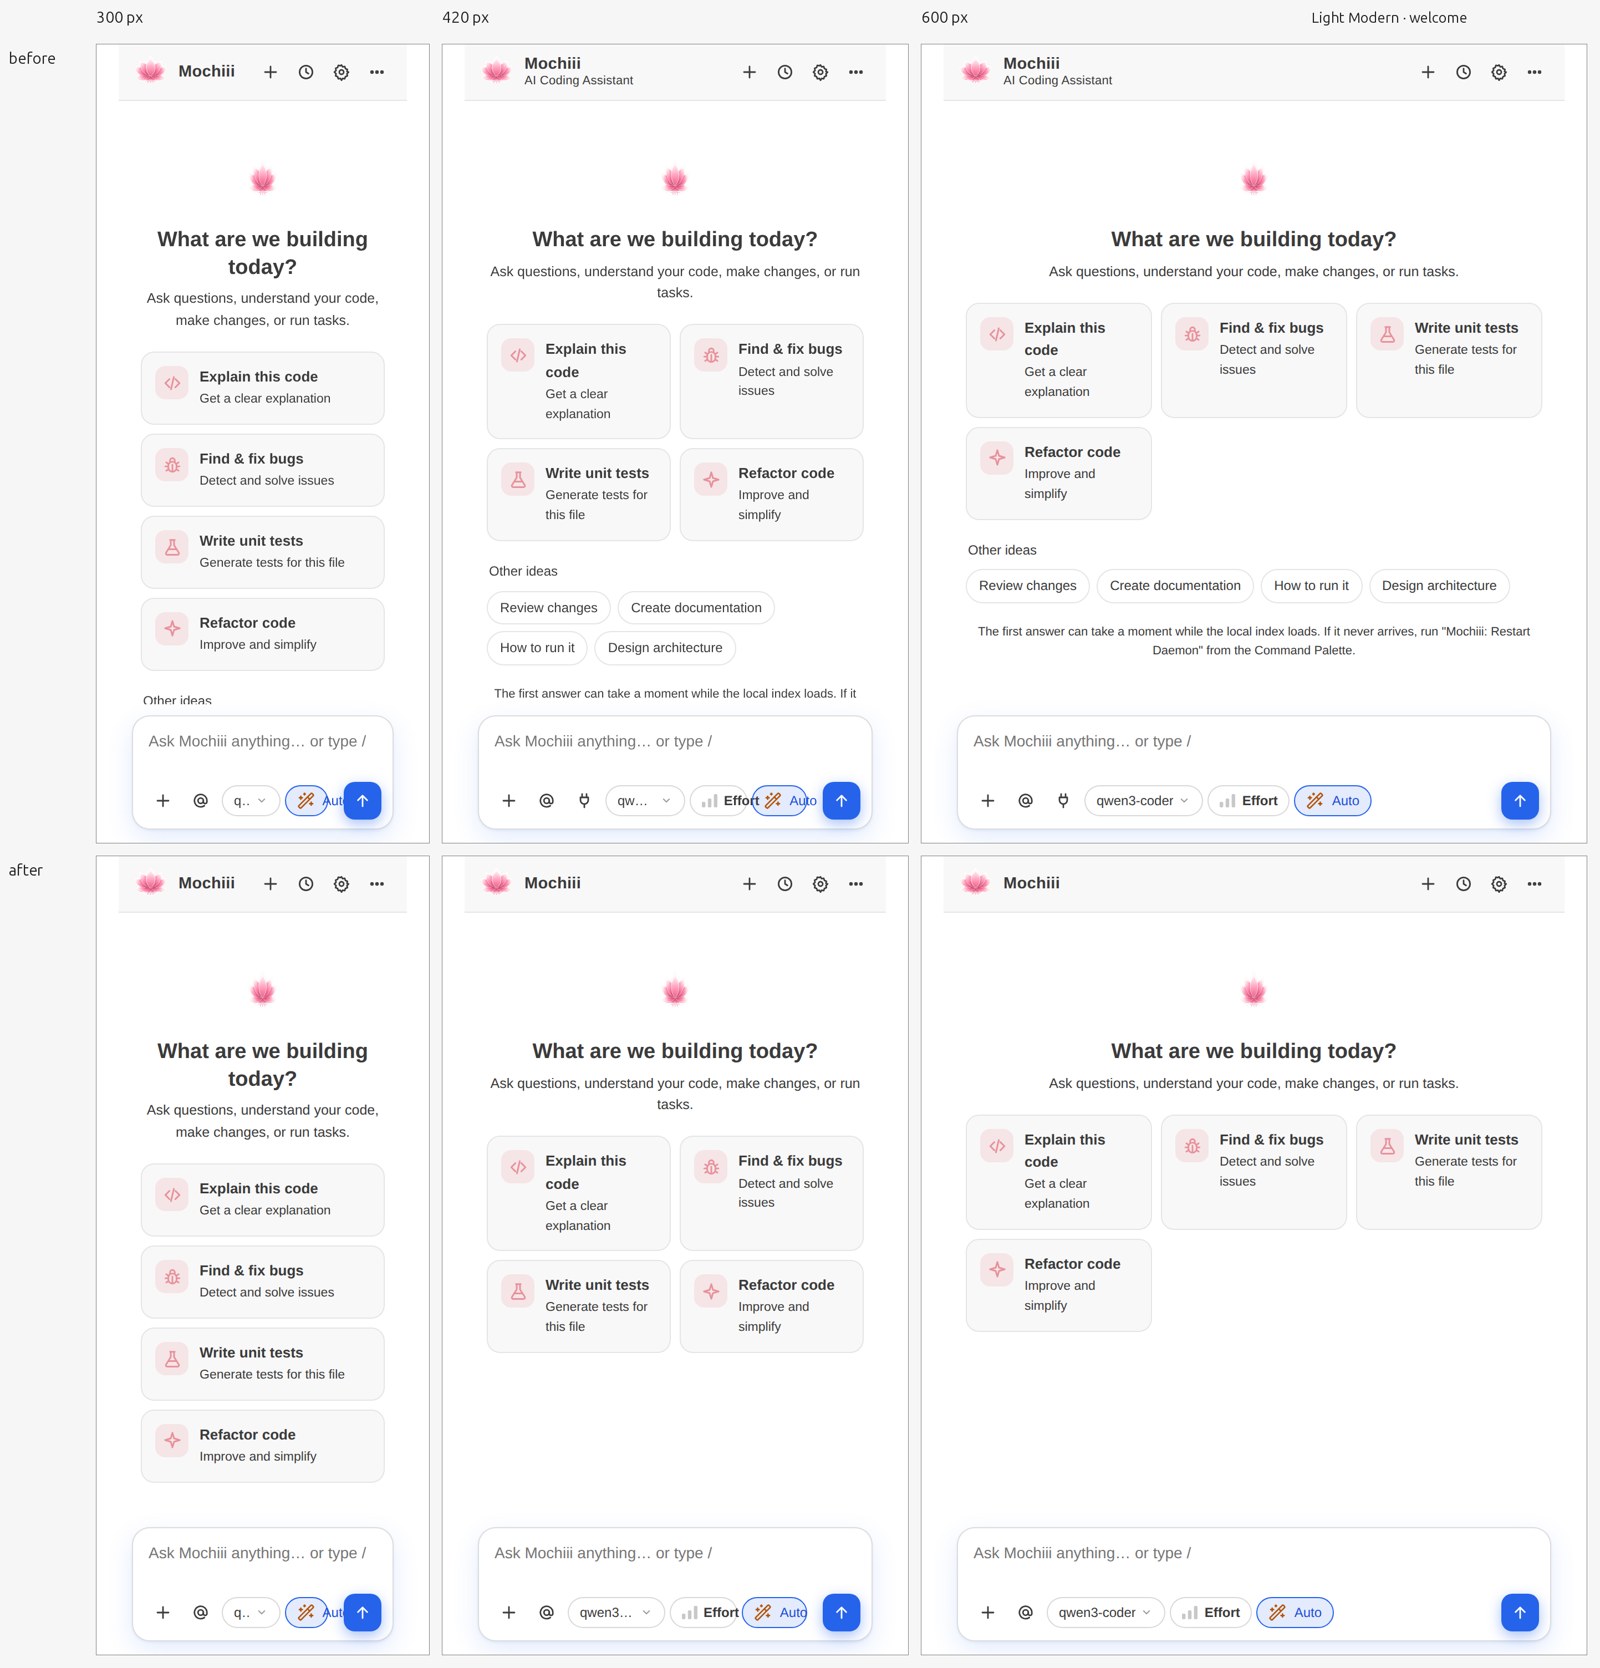 300 px
420 px
600 px
Light Modern · welcome
before
Mochiii
What are we building
today?
Ask questions, understand your code,
make changes, or run tasks.
Explain this code
Get a clear explanation
Find & fix bugs
Detect and solve issues
Write unit tests
Generate tests for this file
Refactor code
Improve and simplify
Other ideas
Ask Mochiii anything… or type /
q..
Auto
Mochiii
AI Coding Assistant
What are we building today?
Ask questions, understand your code, make changes, or run
tasks.
Explain this
code
Get a clear
explanation
Find & fix bugs
Detect and solve
issues
Write unit tests
Generate tests for
this file
Refactor code
Improve and
simplify
Other ideas
Review changes
Create documentation
How to run it
Design architecture
The first answer can take a moment while the local index loads. If it
Ask Mochiii anything… or type /
qw…
Effort
Auto
Mochiii
AI Coding Assistant
What are we building today?
Ask questions, understand your code, make changes, or run tasks.
Explain this
code
Get a clear
explanation
Find & fix bugs
Detect and solve
issues
Write unit tests
Generate tests for
this file
Refactor code
Improve and
simplify
Other ideas
Review changes
Create documentation
How to run it
Design architecture
The first answer can take a moment while the local index loads. If it never arrives, run "Mochiii: Restart
Daemon" from the Command Palette.
Ask Mochiii anything… or type /
qwen3-coder
Effort
Auto
after
Mochiii
What are we building
today?
Ask questions, understand your code,
make changes, or run tasks.
Explain this code
Get a clear explanation
Find & fix bugs
Detect and solve issues
Write unit tests
Generate tests for this file
Refactor code
Improve and simplify
Ask Mochiii anything… or type /
q..
Auto
Mochiii
What are we building today?
Ask questions, understand your code, make changes, or run
tasks.
Explain this
code
Get a clear
explanation
Find & fix bugs
Detect and solve
issues
Write unit tests
Generate tests for
this file
Refactor code
Improve and
simplify
Ask Mochiii anything… or type /
qwen3…
Effort
Auto
Mochiii
What are we building today?
Ask questions, understand your code, make changes, or run tasks.
Explain this
code
Get a clear
explanation
Find & fix bugs
Detect and solve
issues
Write unit tests
Generate tests for
this file
Refactor code
Improve and
simplify
Ask Mochiii anything… or type /
qwen3-coder
Effort
Auto